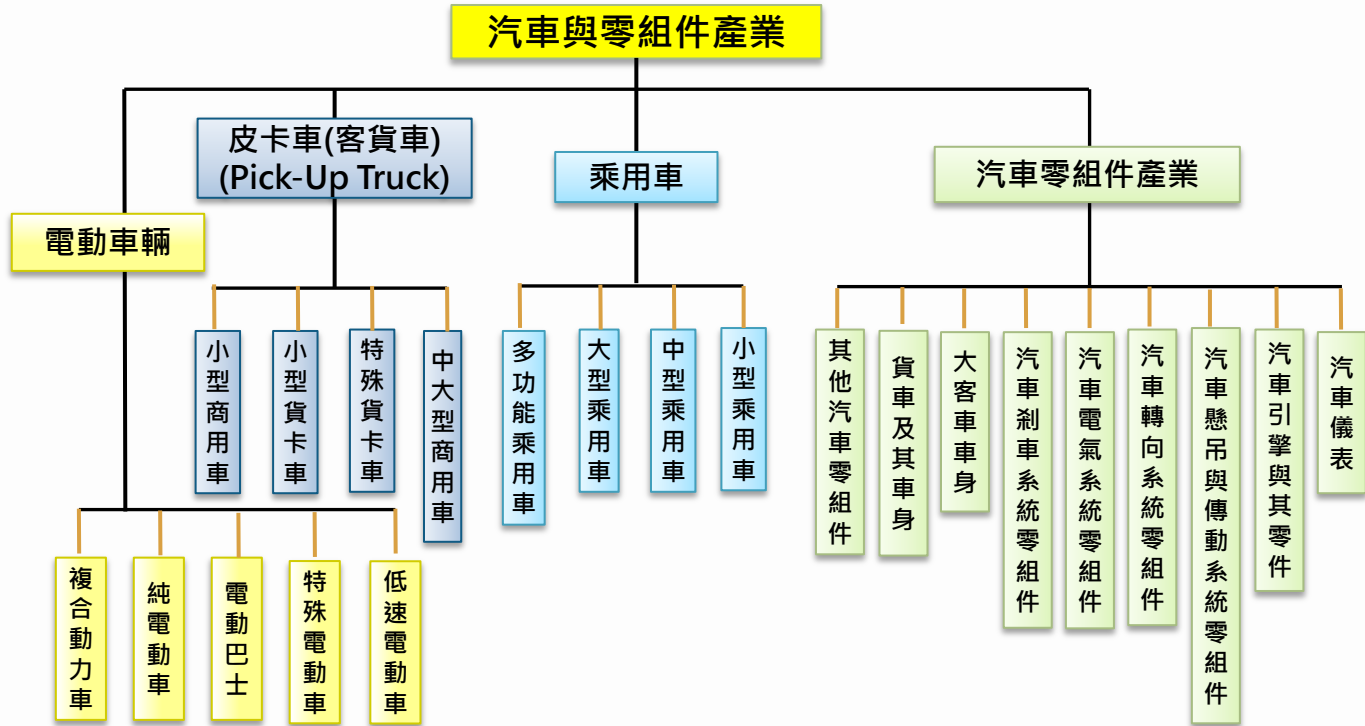 汽車與零組件產業
皮卡車(客貨車)
(Pick-Up Truck)
乘用車
汽車零組件產業
電動車輛
小型商用車
小型貨卡車
特殊貨卡車
中大型商用車
多功能乘用車
大型乘用車
中型乘用車
小型乘用車
其他汽車零組件
貨車及其車身
大客車車身
汽車剎車系統零組件
汽車電氣系統零組件
汽車轉向系統零組件
汽車懸吊與傳動系統零組件
汽車引擎與其零件
汽車儀表
複合動力車
純電動車
電動巴士
特殊電動車
低速電動車